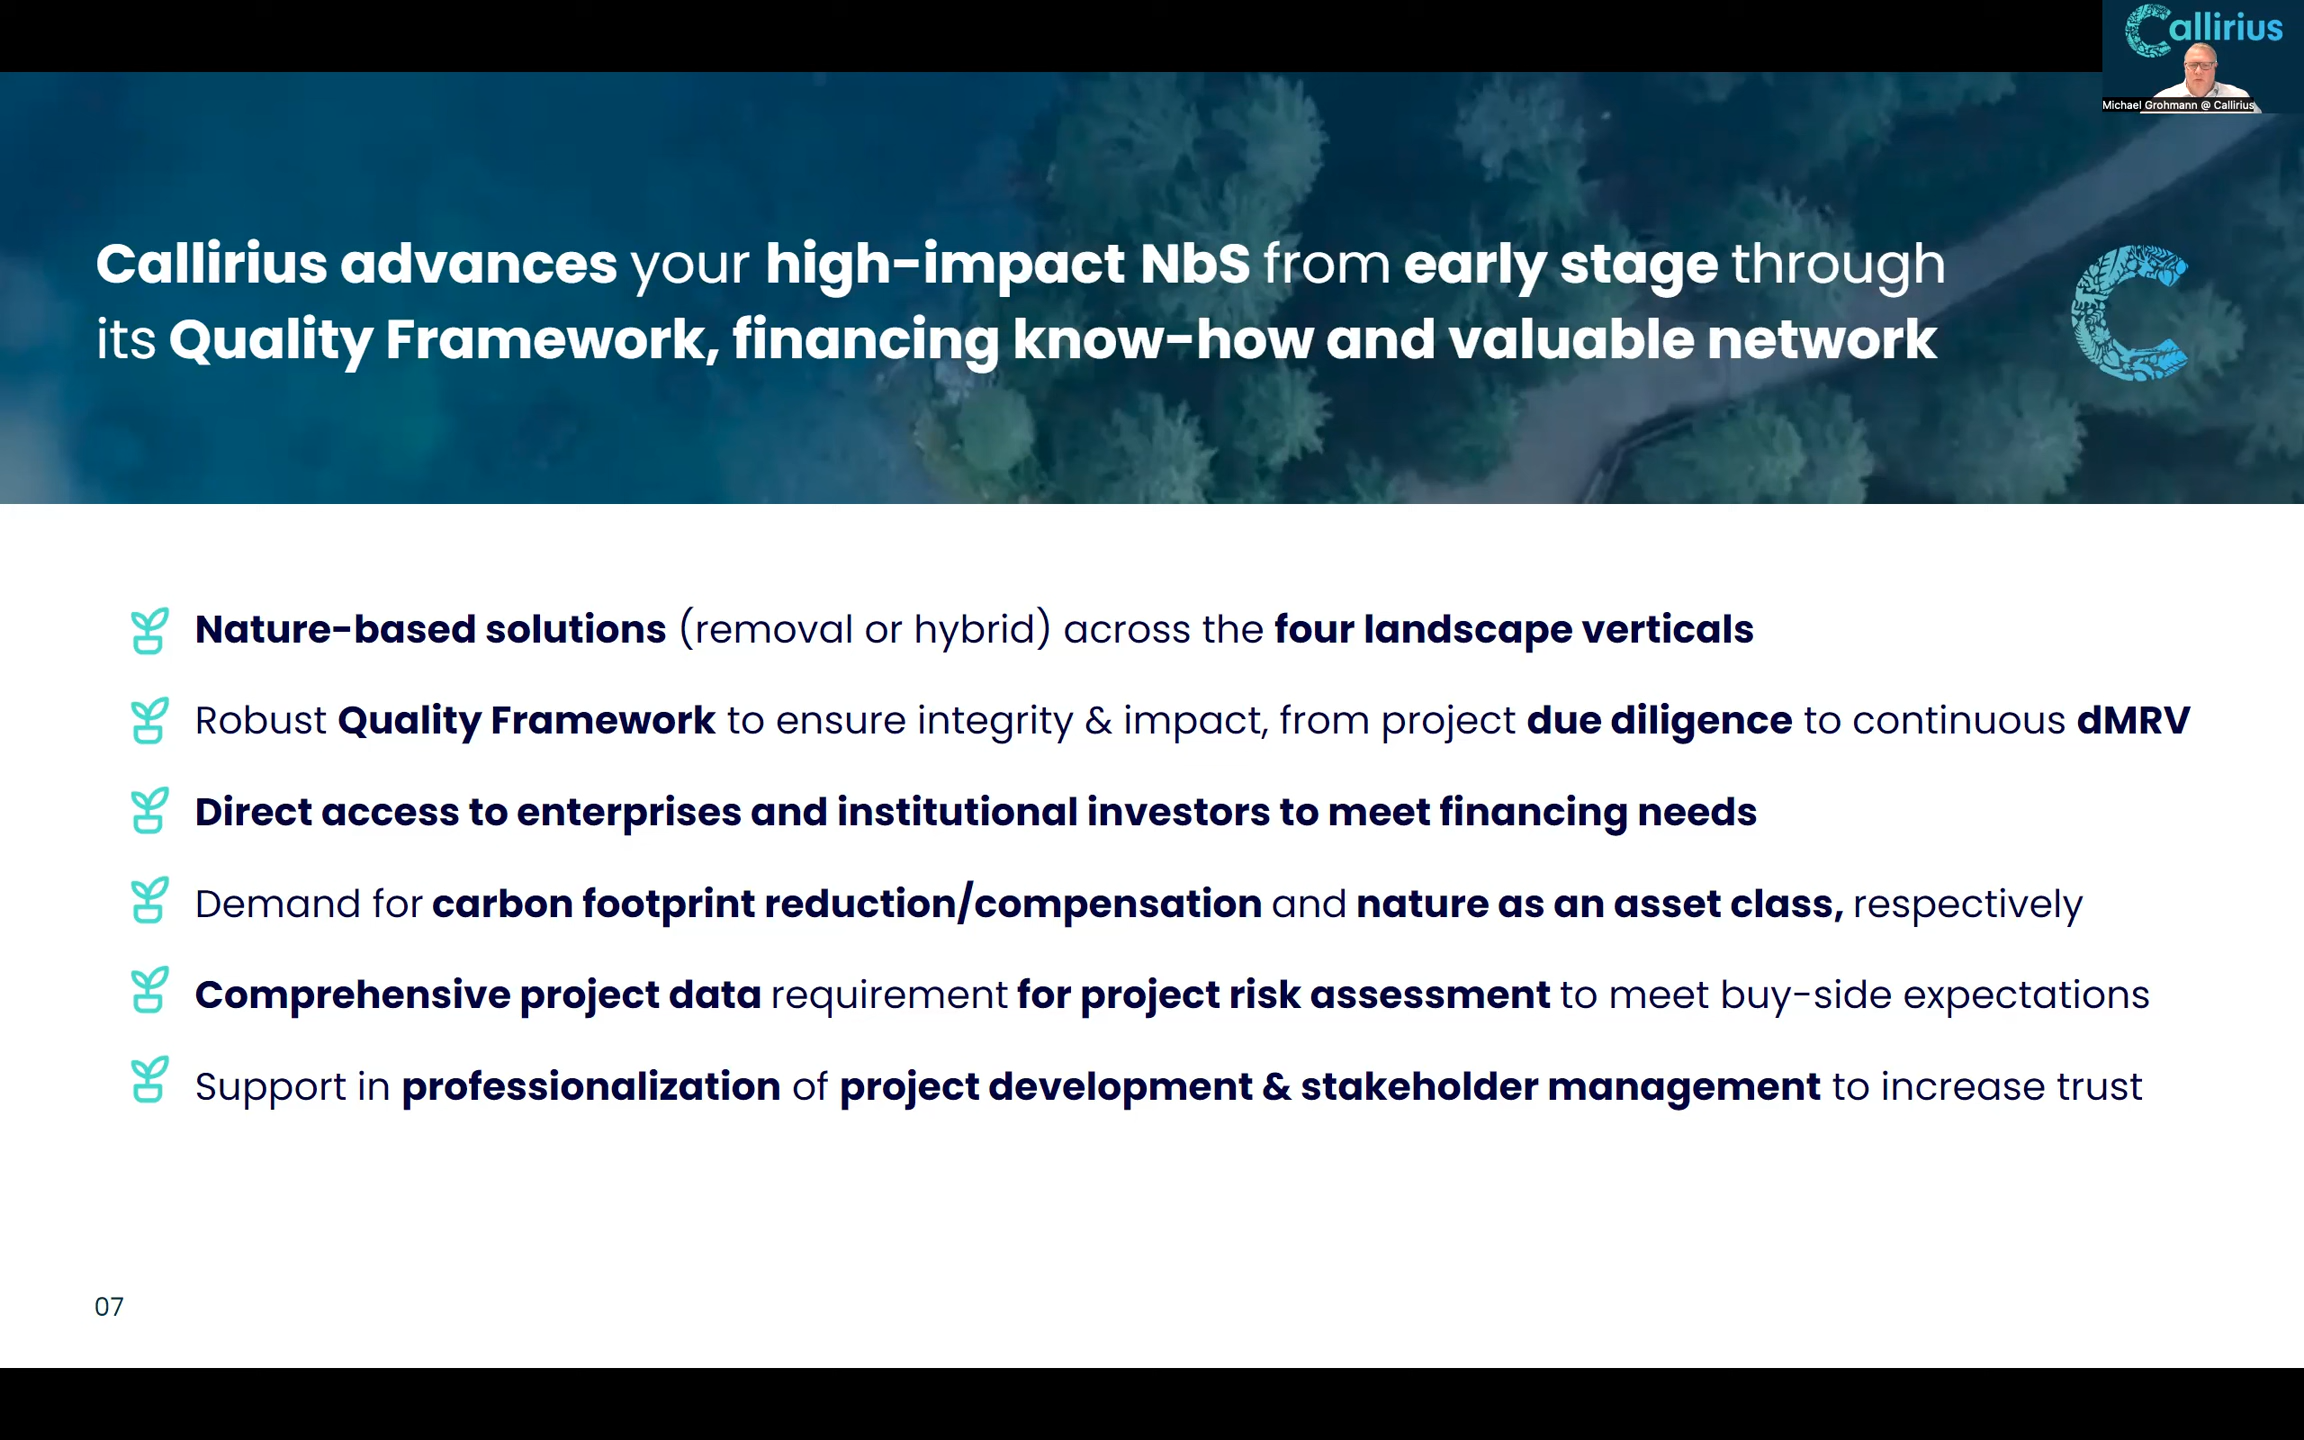 Callirius
Michael Grohmann @ Callirius
Callirius advances your high-impact NbS from early stage through
its Quality Framework, financing know-how and valuable network
Nature-based solutions (removal or hybrid) across the four landscape verticals
Robust Quality Framework to ensure integrity & impact, from project due diligence to continuous dMRV
Direct access to enterprises and institutional investors to meet financing needs
Demand for carbon footprint reduction/compensation and nature as an asset class, respectively
Comprehensive project data requirement for project risk assessment to meet buy-side expectations
Support in professionalization of project development & stakeholder management to increase trust
07